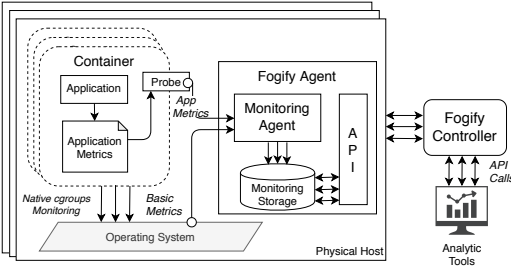 Container
Application
Probe
App
Metrics
Application
Metrics
Native cgroups
Monitoring
Basic
Metrics
Operating System
Fogify Agent
Monitoring
Agent
Monitoring
Storage
A
P
I
Physical Host
Fogify
Controller
API
Calls
Analytic
Tools